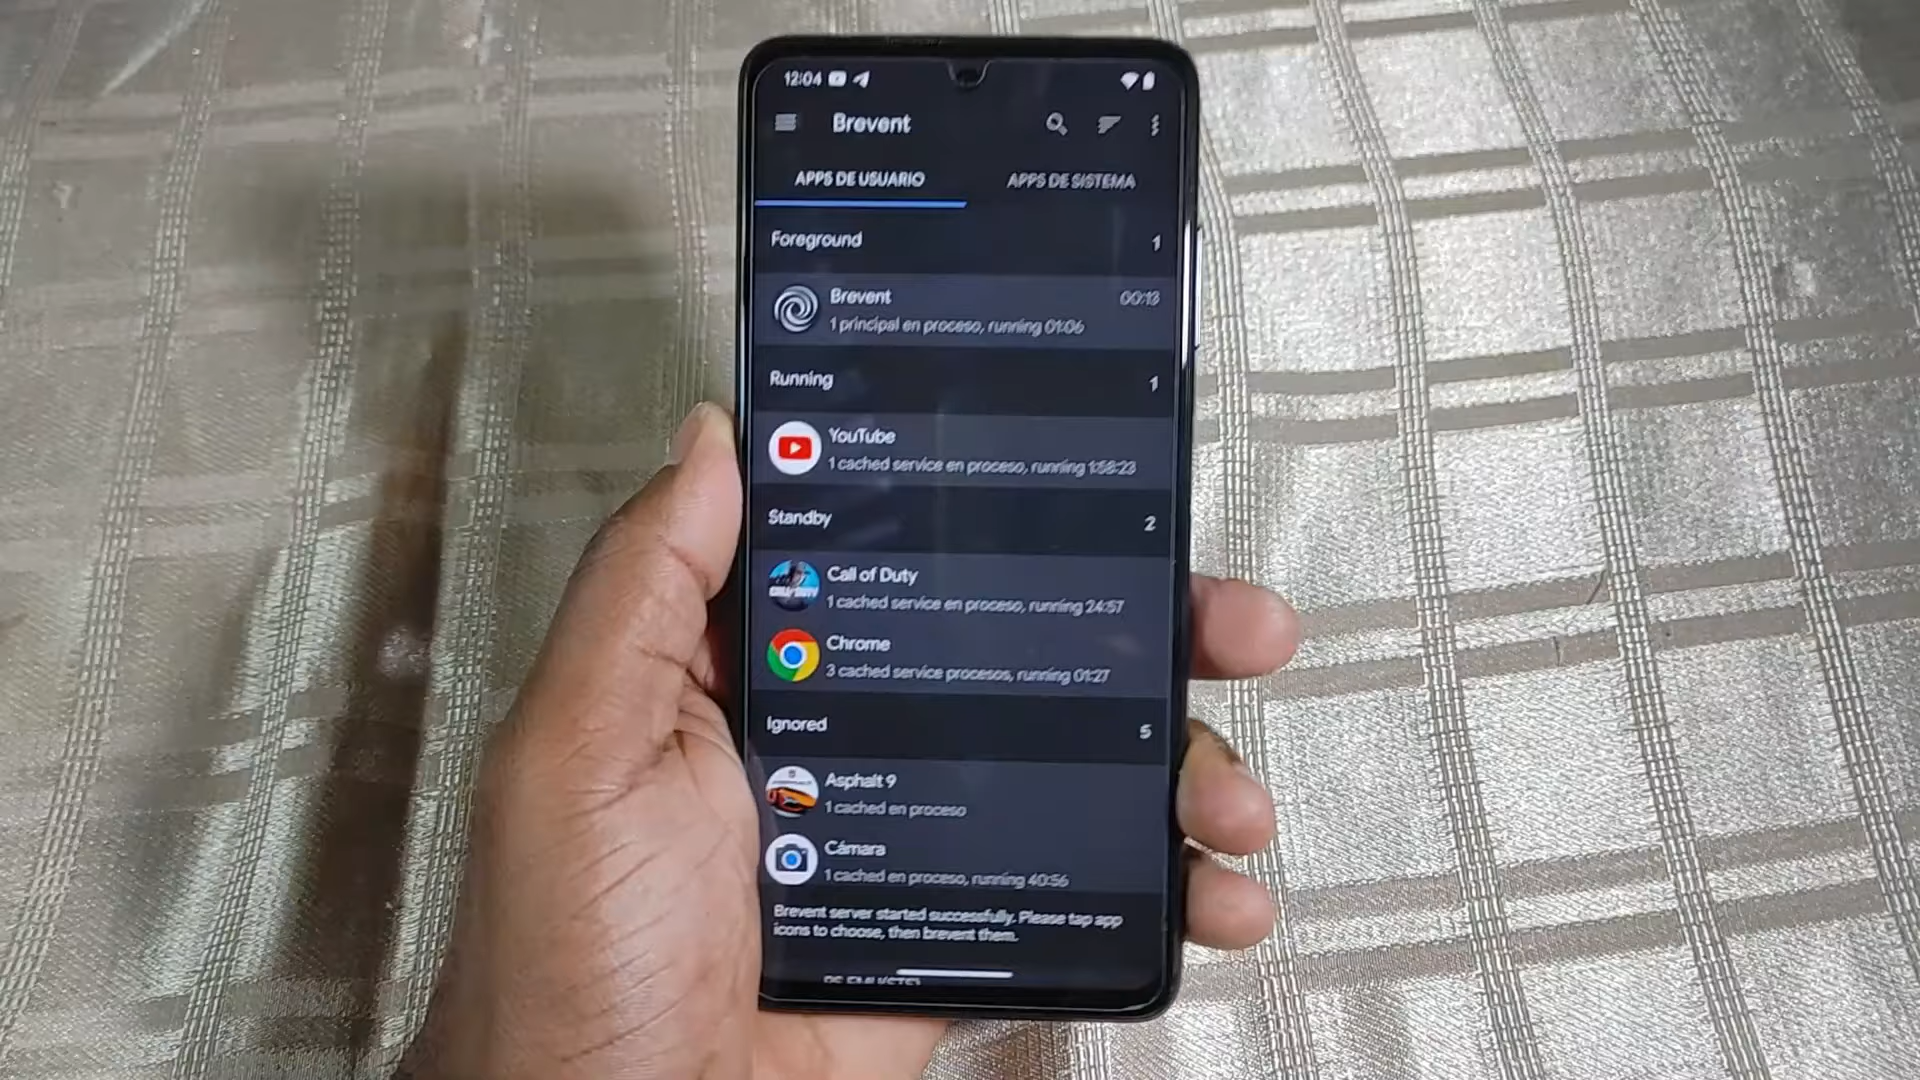 12:04
Brevent
APPS DE USUARIO
APPS DE SISTEMA
Foreground 1
Brevent 00:13
1 principal en proceso, running 01:06
Running 1
YouTube
1 cached service en proceso, running 1:58:23
Standby 2
Call of Duty
1 cached service en proceso, running 24:57
Chrome
3 cached service procesos, running 01:27
Ignored 5
Asphalt 9
1 cached en proceso
Cámara
1 cached en proceso, running 40:56
Brevent server started successfully. Please tap app
icons to choose, then brevent them.